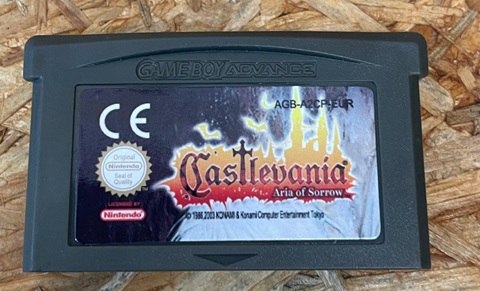 GAME BOY ADVANCE
AGB-A2CP-EUR
CE
Original
Nintendo
Seal of
Quality
LICENSED BY
Nintendo
Castlevania
Aria of Sorrow
© 1986, 2003 KONAMI & Konami Computer Entertainment Tokyo